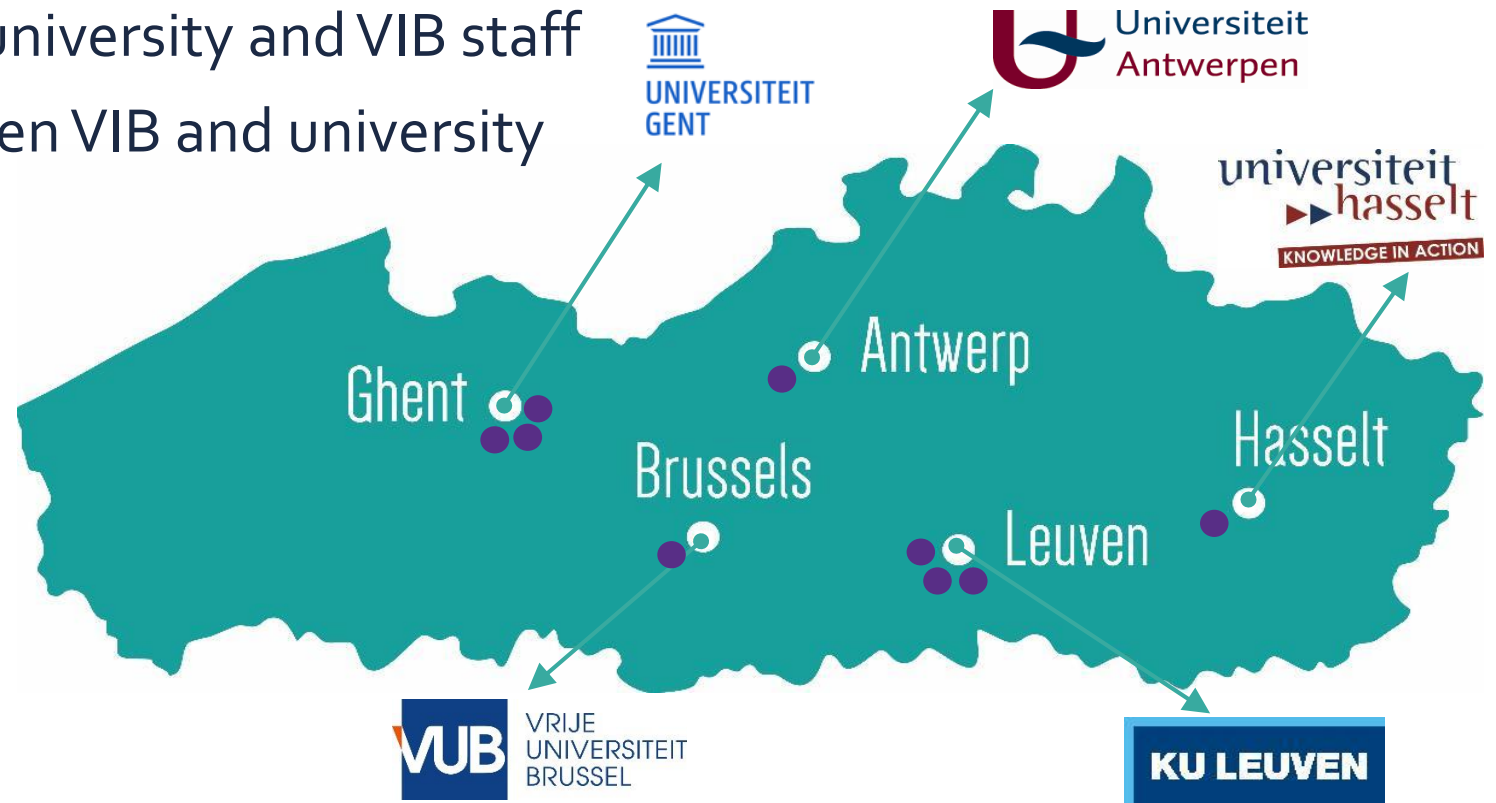 university and VIB staff
en VIB and university
UNIVERSITEIT
GENT
Universiteit
Antwerpen
universiteit
hasselt
KNOWLEDGE IN ACTION
Antwerp
Ghent
Hasselt
Brussels
Leuven
VUB
VRIJE
UNIVERSITEIT
BRUSSEL
KU LEUVEN